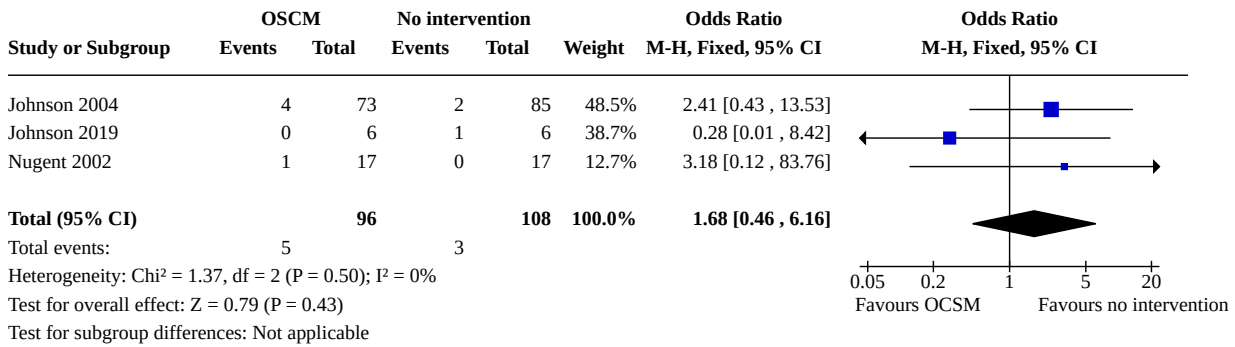 OSCM No intervention Odds Ratio Odds Ratio
Study or Subgroup Events Total Events Total Weight M-H, Fixed, 95% CI M-H, Fixed, 95% CI
Johnson 2004 4 73 2 85 48.5% 2.41 [0.43 , 13.53]
Johnson 2019 0 6 1 6 38.7% 0.28 [0.01 , 8.42]
Nugent 2002 1 17 0 17 12.7% 3.18 [0.12 , 83.76]
Total (95% CI) 96 108 100.0% 1.68 [0.46 , 6.16]
Total events: 5 3
Heterogeneity: Chi² = 1.37, df = 2 (P = 0.50); I² = 0%
0.05 0.2 1 5 20
Test for overall effect: Z = 0.79 (P = 0.43) Favours OCSM Favours no intervention
Test for subgroup differences: Not applicable